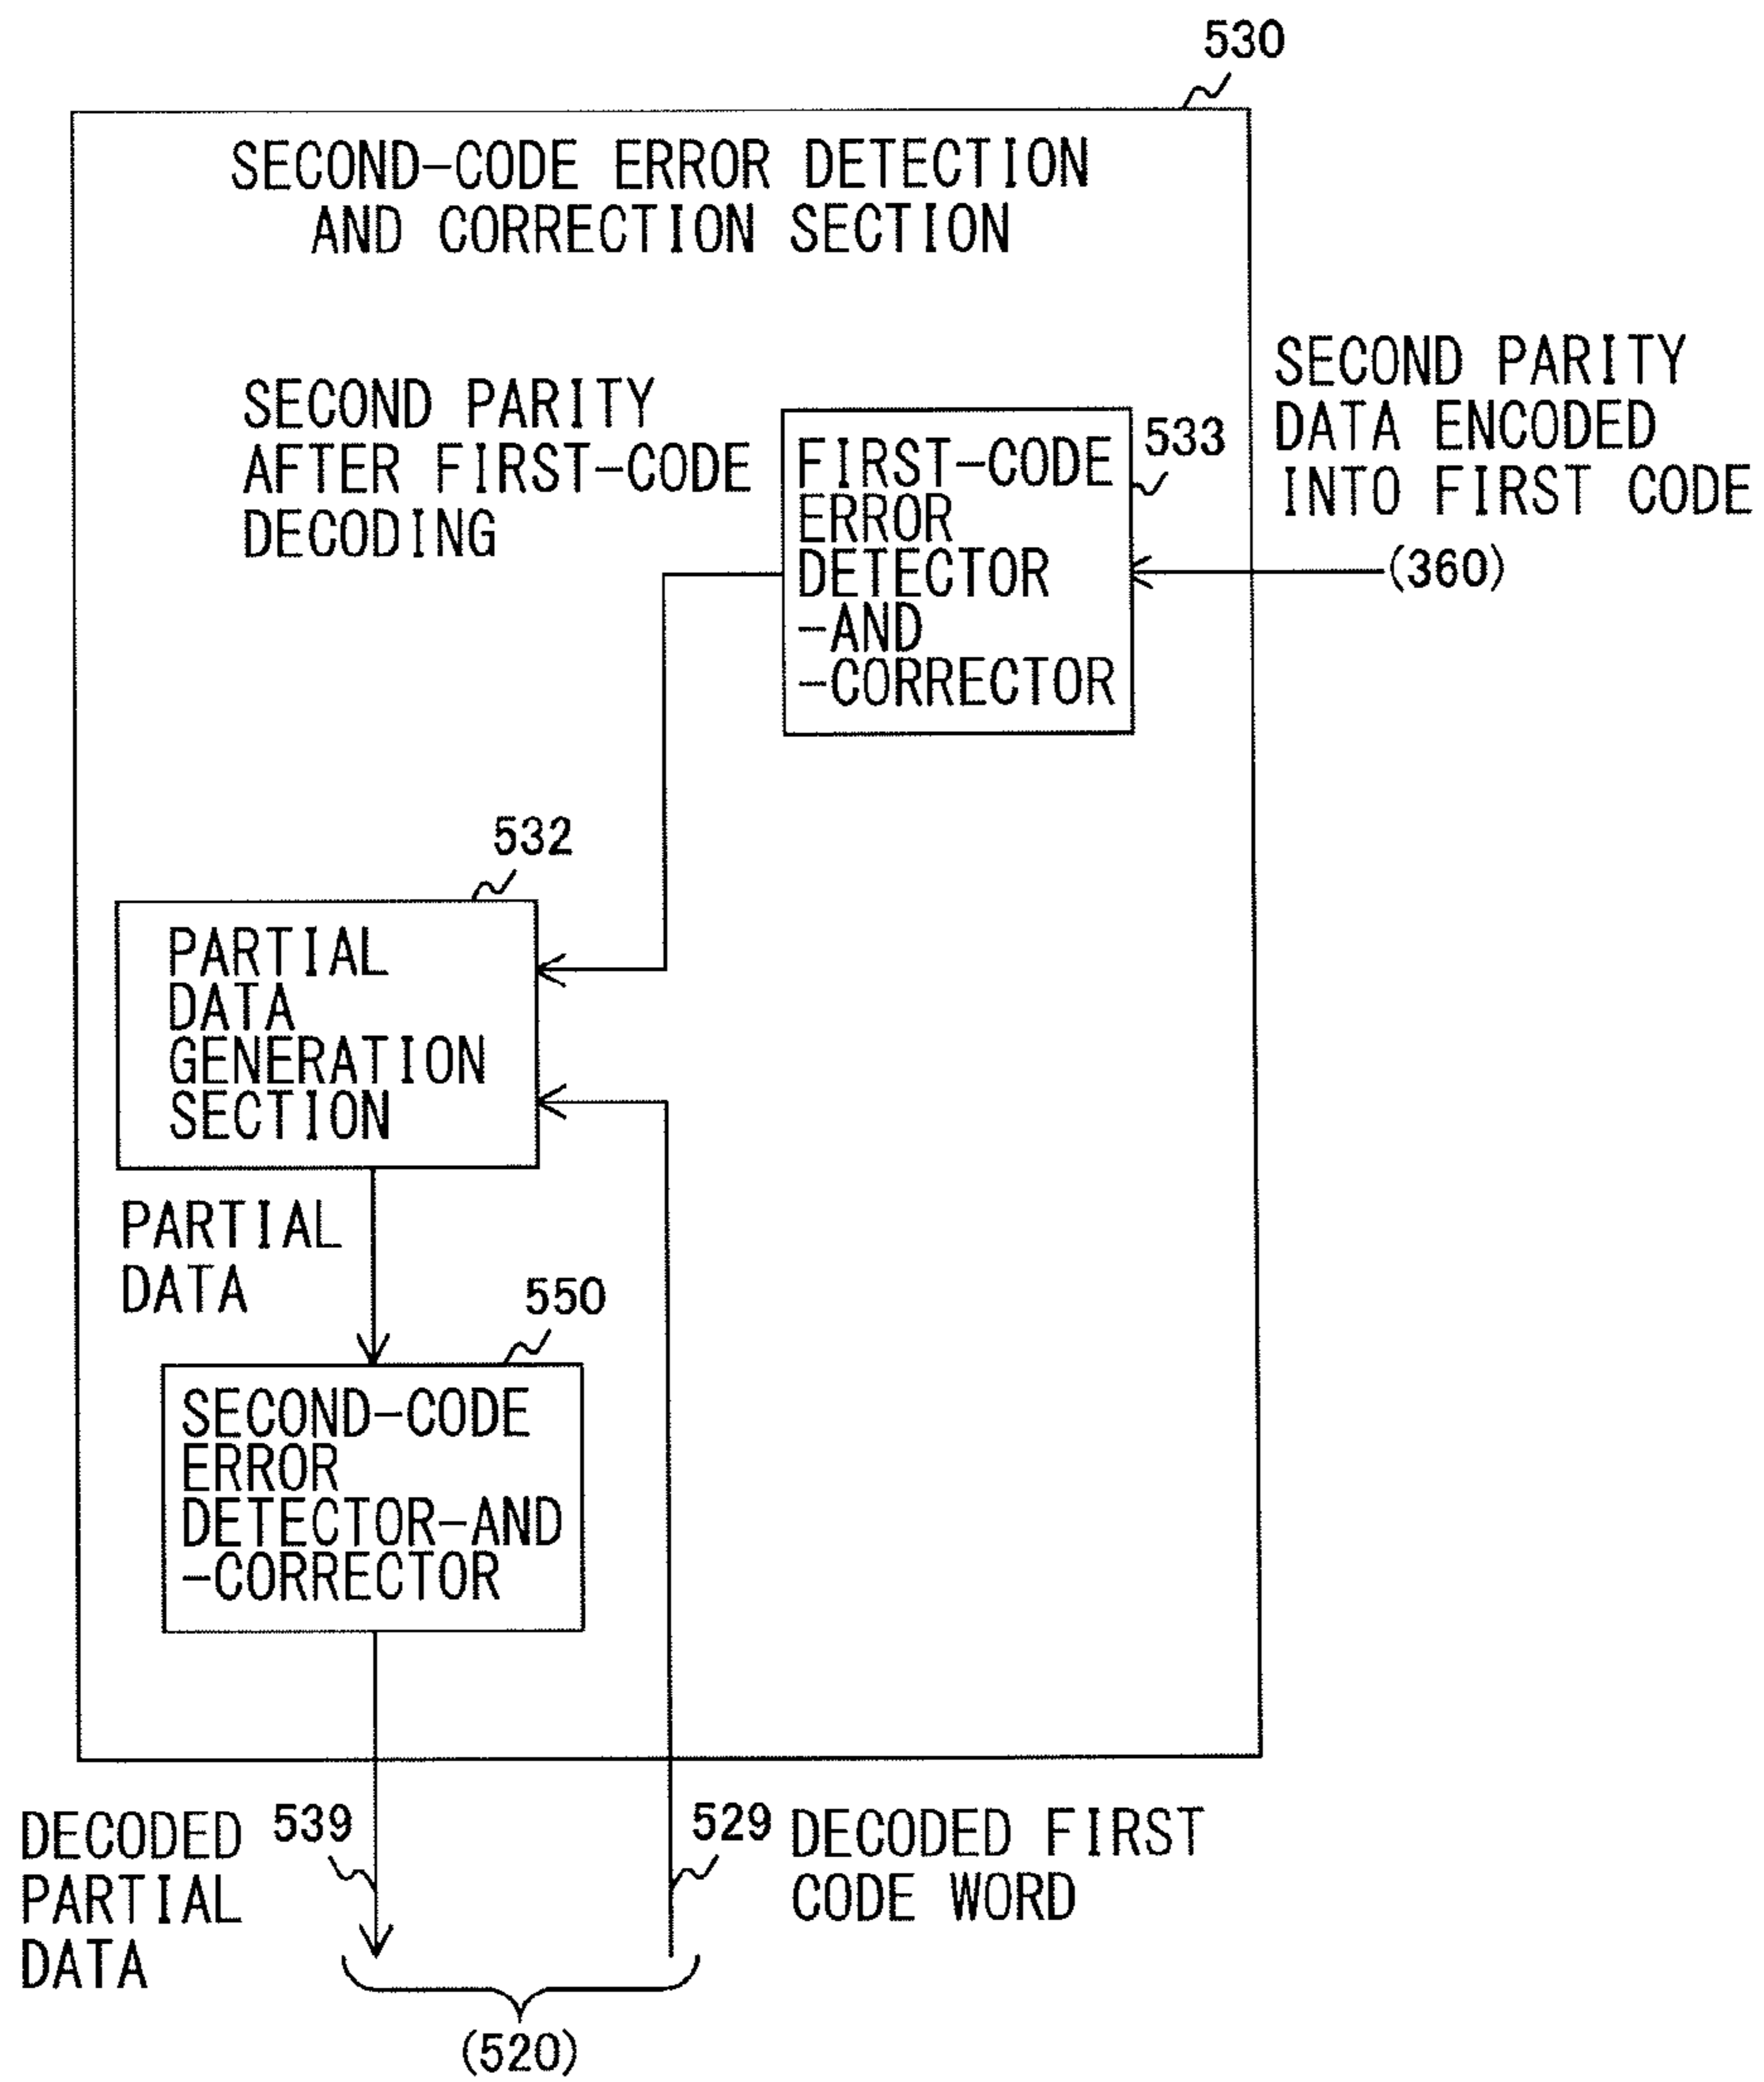 530
SECOND-CODE ERROR DETECTION
AND CORRECTION SECTION
SECOND PARITY
DATA ENCODED
INTO FIRST CODE
(360)
SECOND PARITY
AFTER FIRST-CODE
DECODING
533
FIRST-CODE
ERROR
DETECTOR
-AND
-CORRECTOR
532
PARTIAL
DATA
GENERATION
SECTION
PARTIAL
DATA
550
SECOND-CODE
ERROR
DETECTOR-AND
-CORRECTOR
DECODED
PARTIAL
DATA
539
529
DECODED FIRST
CODE WORD
(520)